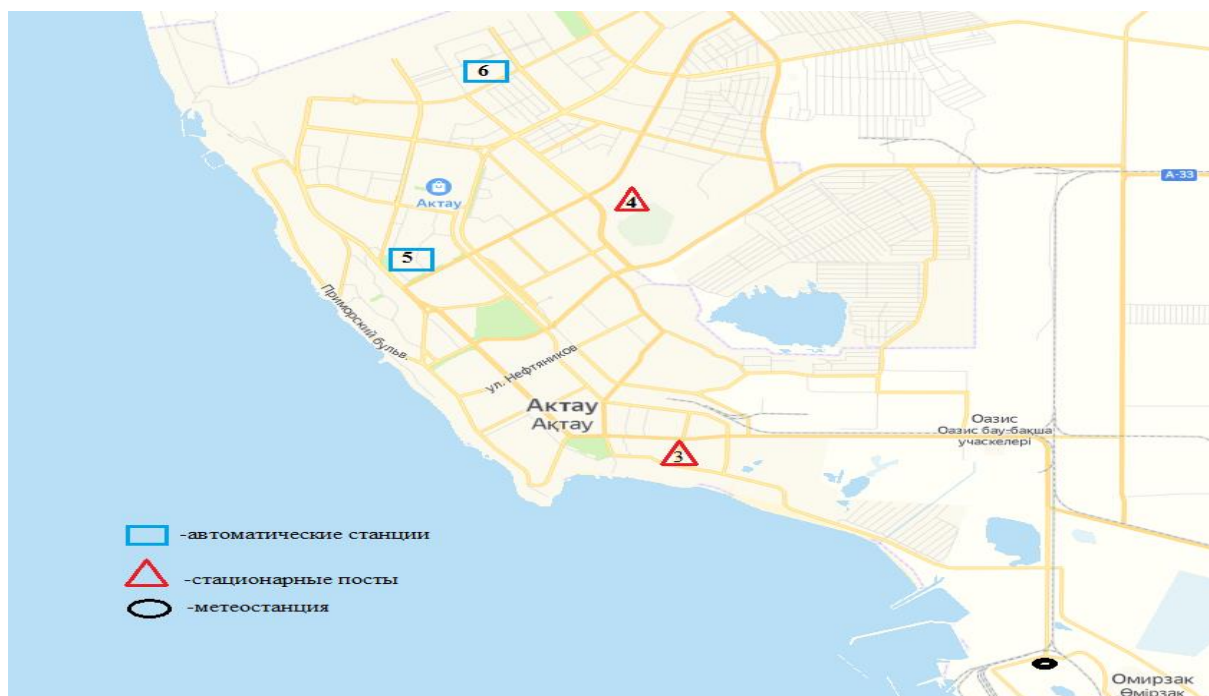 6
4
А-33
Актау
5
Приморский бульв.
ул. Нефтяников
Актау
Ақтау
Оазис
Оазис бау-бақша
учаскелері
3
-автоматические станции
-стационарные посты
-метеостанция
Омирзак
Өмірзақ